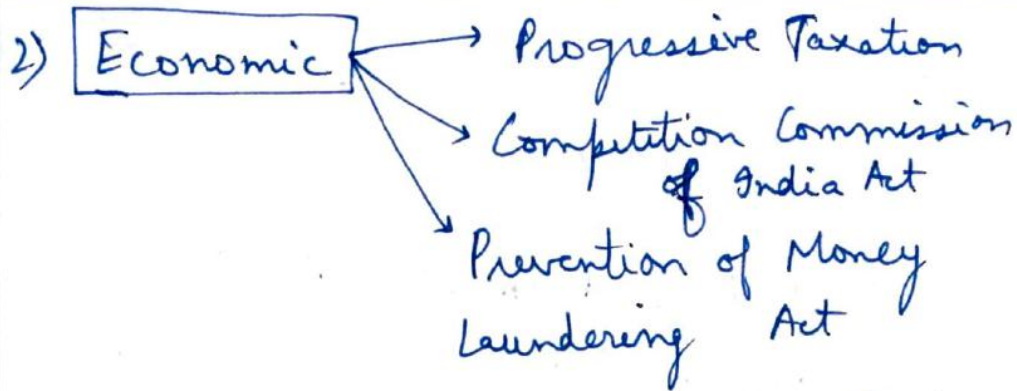 2) Economic
Progressive Taxation
Competition Commission
of India Act
Prevention of Money
Laundering Act